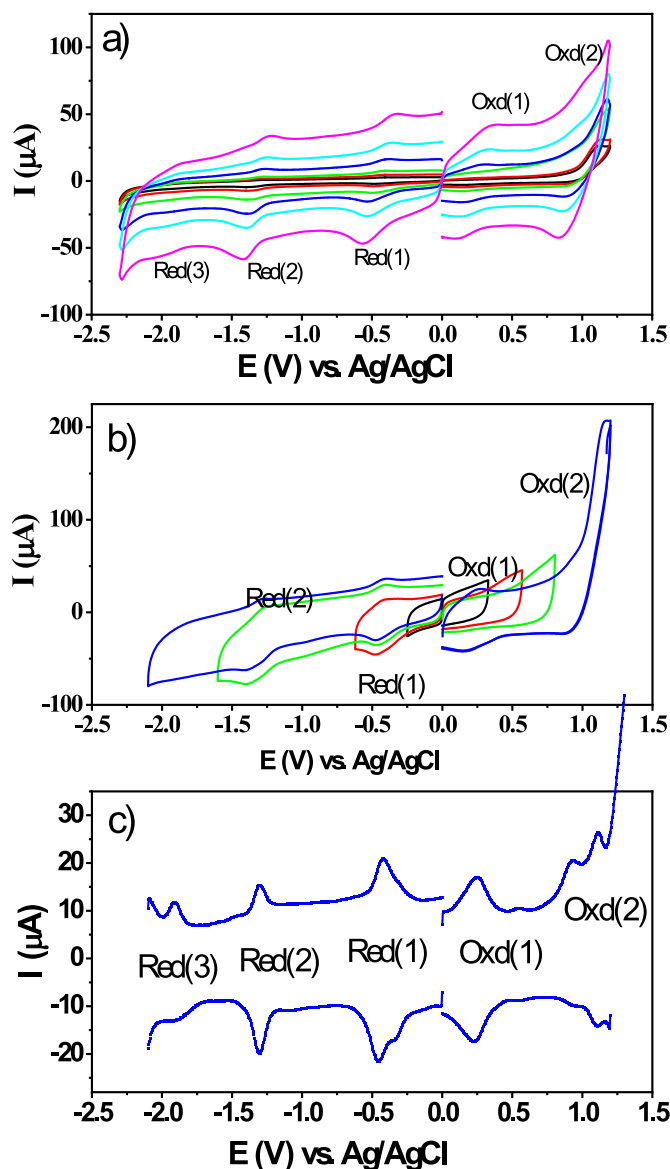 a)
Oxd(2)
Oxd(1)
100
50
0
-50
-100
I (µA)
Red(3)
Red(2)
Red(1)
-2.5 -2.0 -1.5 -1.0 -0.5 0.0 0.5 1.0 1.5
E (V) vs. Ag/AgCl
b)
200
100
0
-100
I (µA)
Oxd(2)
Oxd(1)
Red(2)
Red(1)
-2.5 -2.0 -1.5 -1.0 -0.5 0.0 0.5 1.0 1.5
E (V) vs. Ag/AgCl
c)
30
20
10
0
-10
-20
I (µA)
Red(3)
Red(2)
Red(1)
Oxd(1)
Oxd(2)
-2.5 -2.0 -1.5 -1.0 -0.5 0.0 0.5 1.0 1.5
E (V) vs. Ag/AgCl